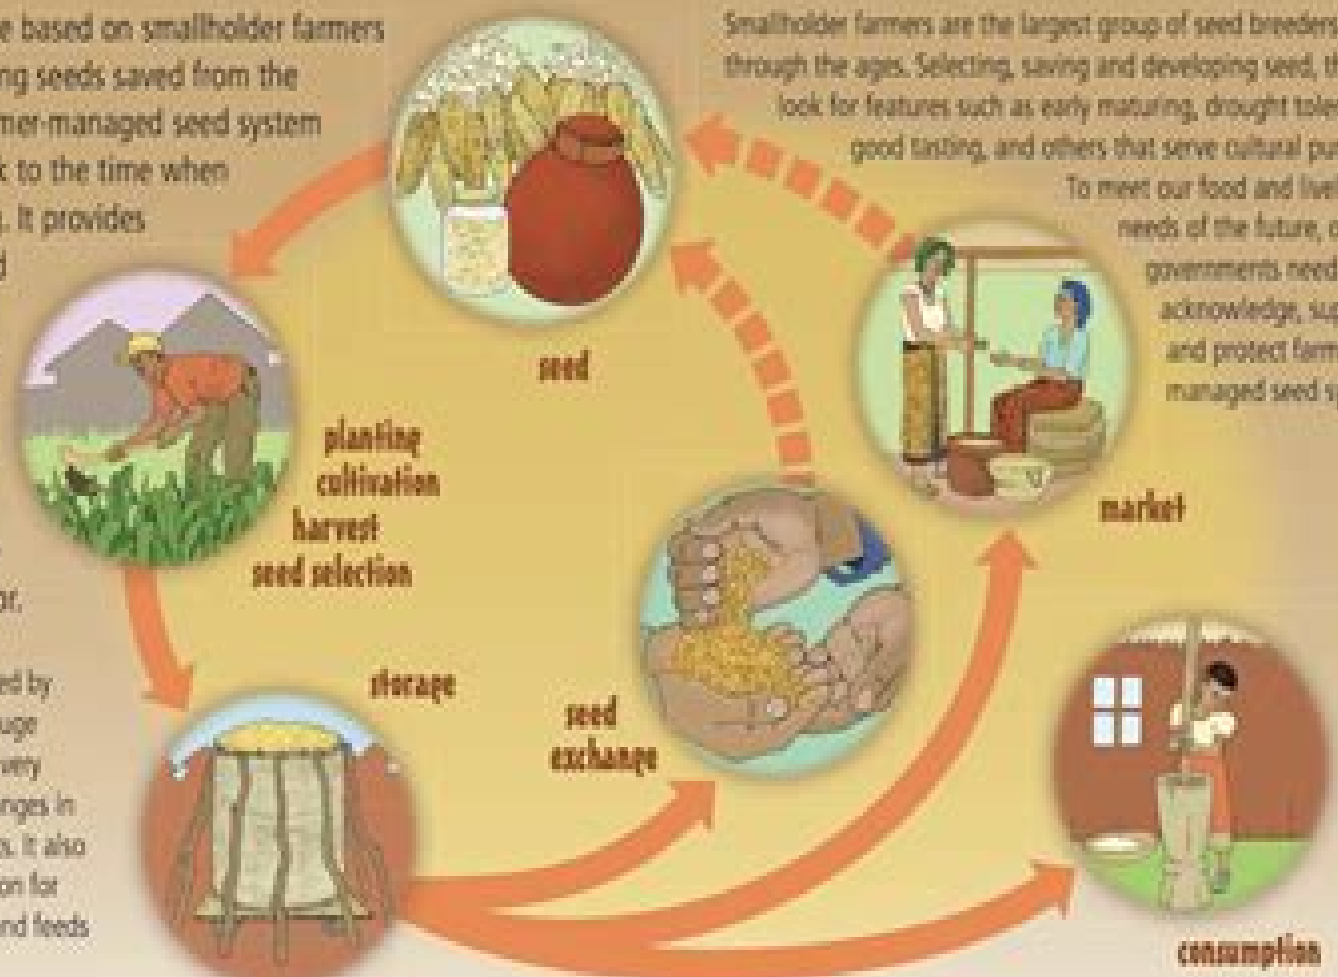 e based on smallholder farmers
ng seeds saved from the
mer-managed seed system
k to the time when
. It provides
d
or.
ed by
uge
very
nges in
s. It also
on for
nd feeds
Smallholder farmers are the largest group of seed breeders
through the ages. Selecting, saving and developing seed, th
look for features such as early maturing, drought tole
good tasting, and others that serve cultural pu
To meet our food and live
needs of the future, o
governments need
acknowledge, sup
and protect farm
managed seed s
seed
planting
cultivation
harvest
seed selection
storage
seed
exchange
market
consumption